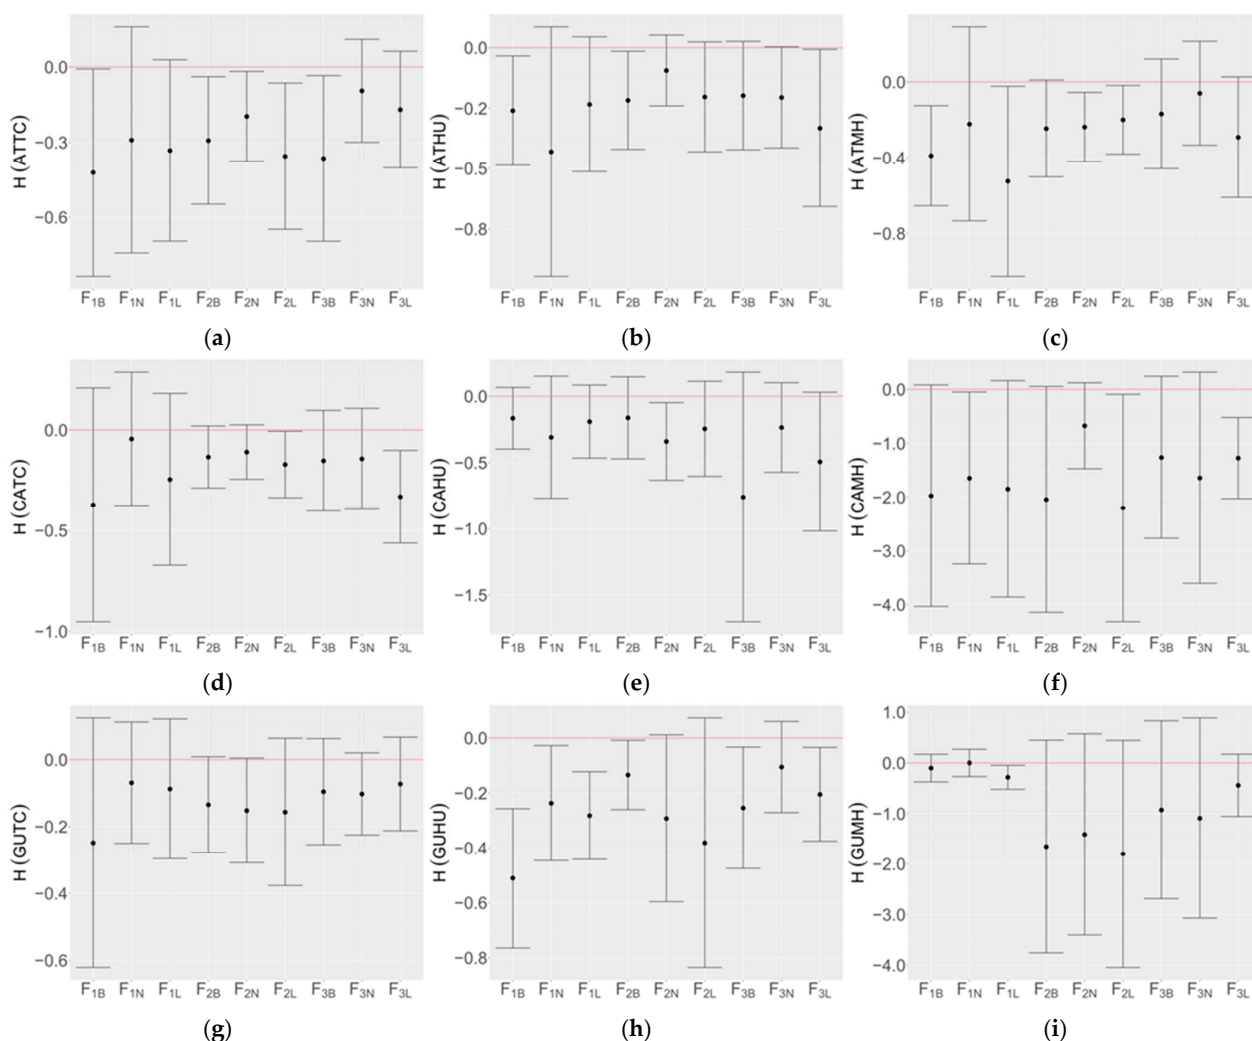 H (ATTC)
0.0
−0.3
−0.6
F1B F1N F1L F2B F2N F2L F3B F3N F3L
(a)
H (ATHU)
0.0
−0.2
−0.5
−0.8
F1B F1N F1L F2B F2N F2L F3B F3N F3L
(b)
H (ATMH)
0.0
−0.4
−0.8
F1B F1N F1L F2B F2N F2L F3B F3N F3L
(c)
H (CATC)
0.0
−0.5
−1.0
F1B F1N F1L F2B F2N F2L F3B F3N F3L
(d)
H (CAHU)
0.0
−0.5
−1.0
−1.5
F1B F1N F1L F2B F2N F2L F3B F3N F3L
(e)
H (CAMH)
0.0
−1.0
−2.0
−3.0
−4.0
F1B F1N F1L F2B F2N F2L F3B F3N F3L
(f)
H (GUTC)
0.0
−0.2
−0.4
−0.6
F1B F1N F1L F2B F2N F2L F3B F3N F3L
(g)
H (GUHU)
0.0
−0.2
−0.4
−0.6
−0.8
F1B F1N F1L F2B F2N F2L F3B F3N F3L
(h)
H (GUMH)
1.0
0.0
−1.0
−2.0
−3.0
−4.0
F1B F1N F1L F2B F2N F2L F3B F3N F3L
(i)